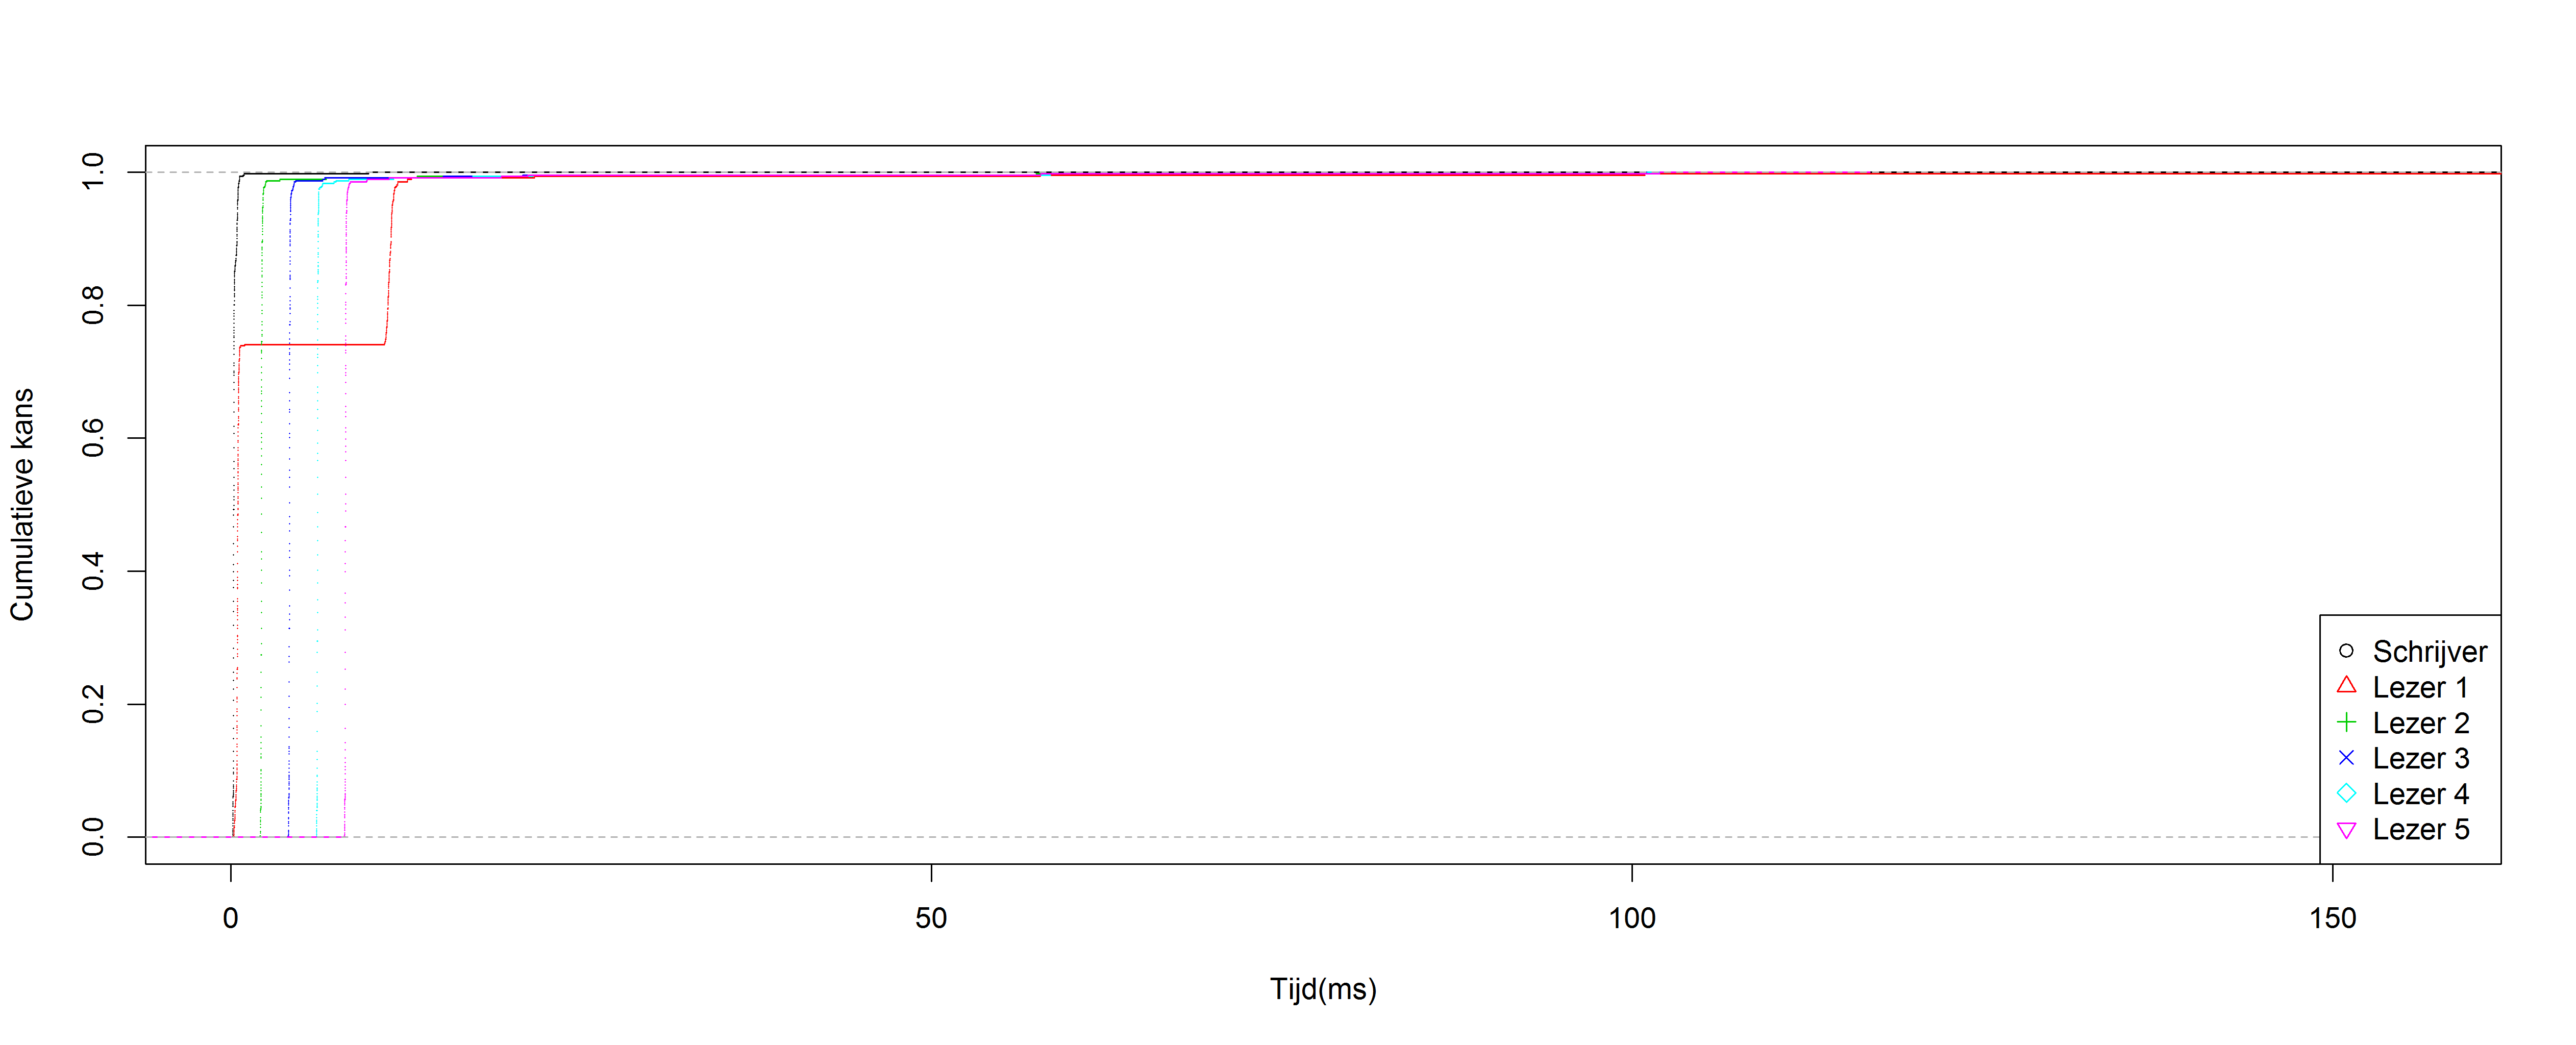 Cumulatieve kans
1.0
0.8
0.6
0.4
0.2
0.0
0
50
100
150
Tijd(ms)
Schrijver
Lezer 1
Lezer 2
Lezer 3
Lezer 4
Lezer 5